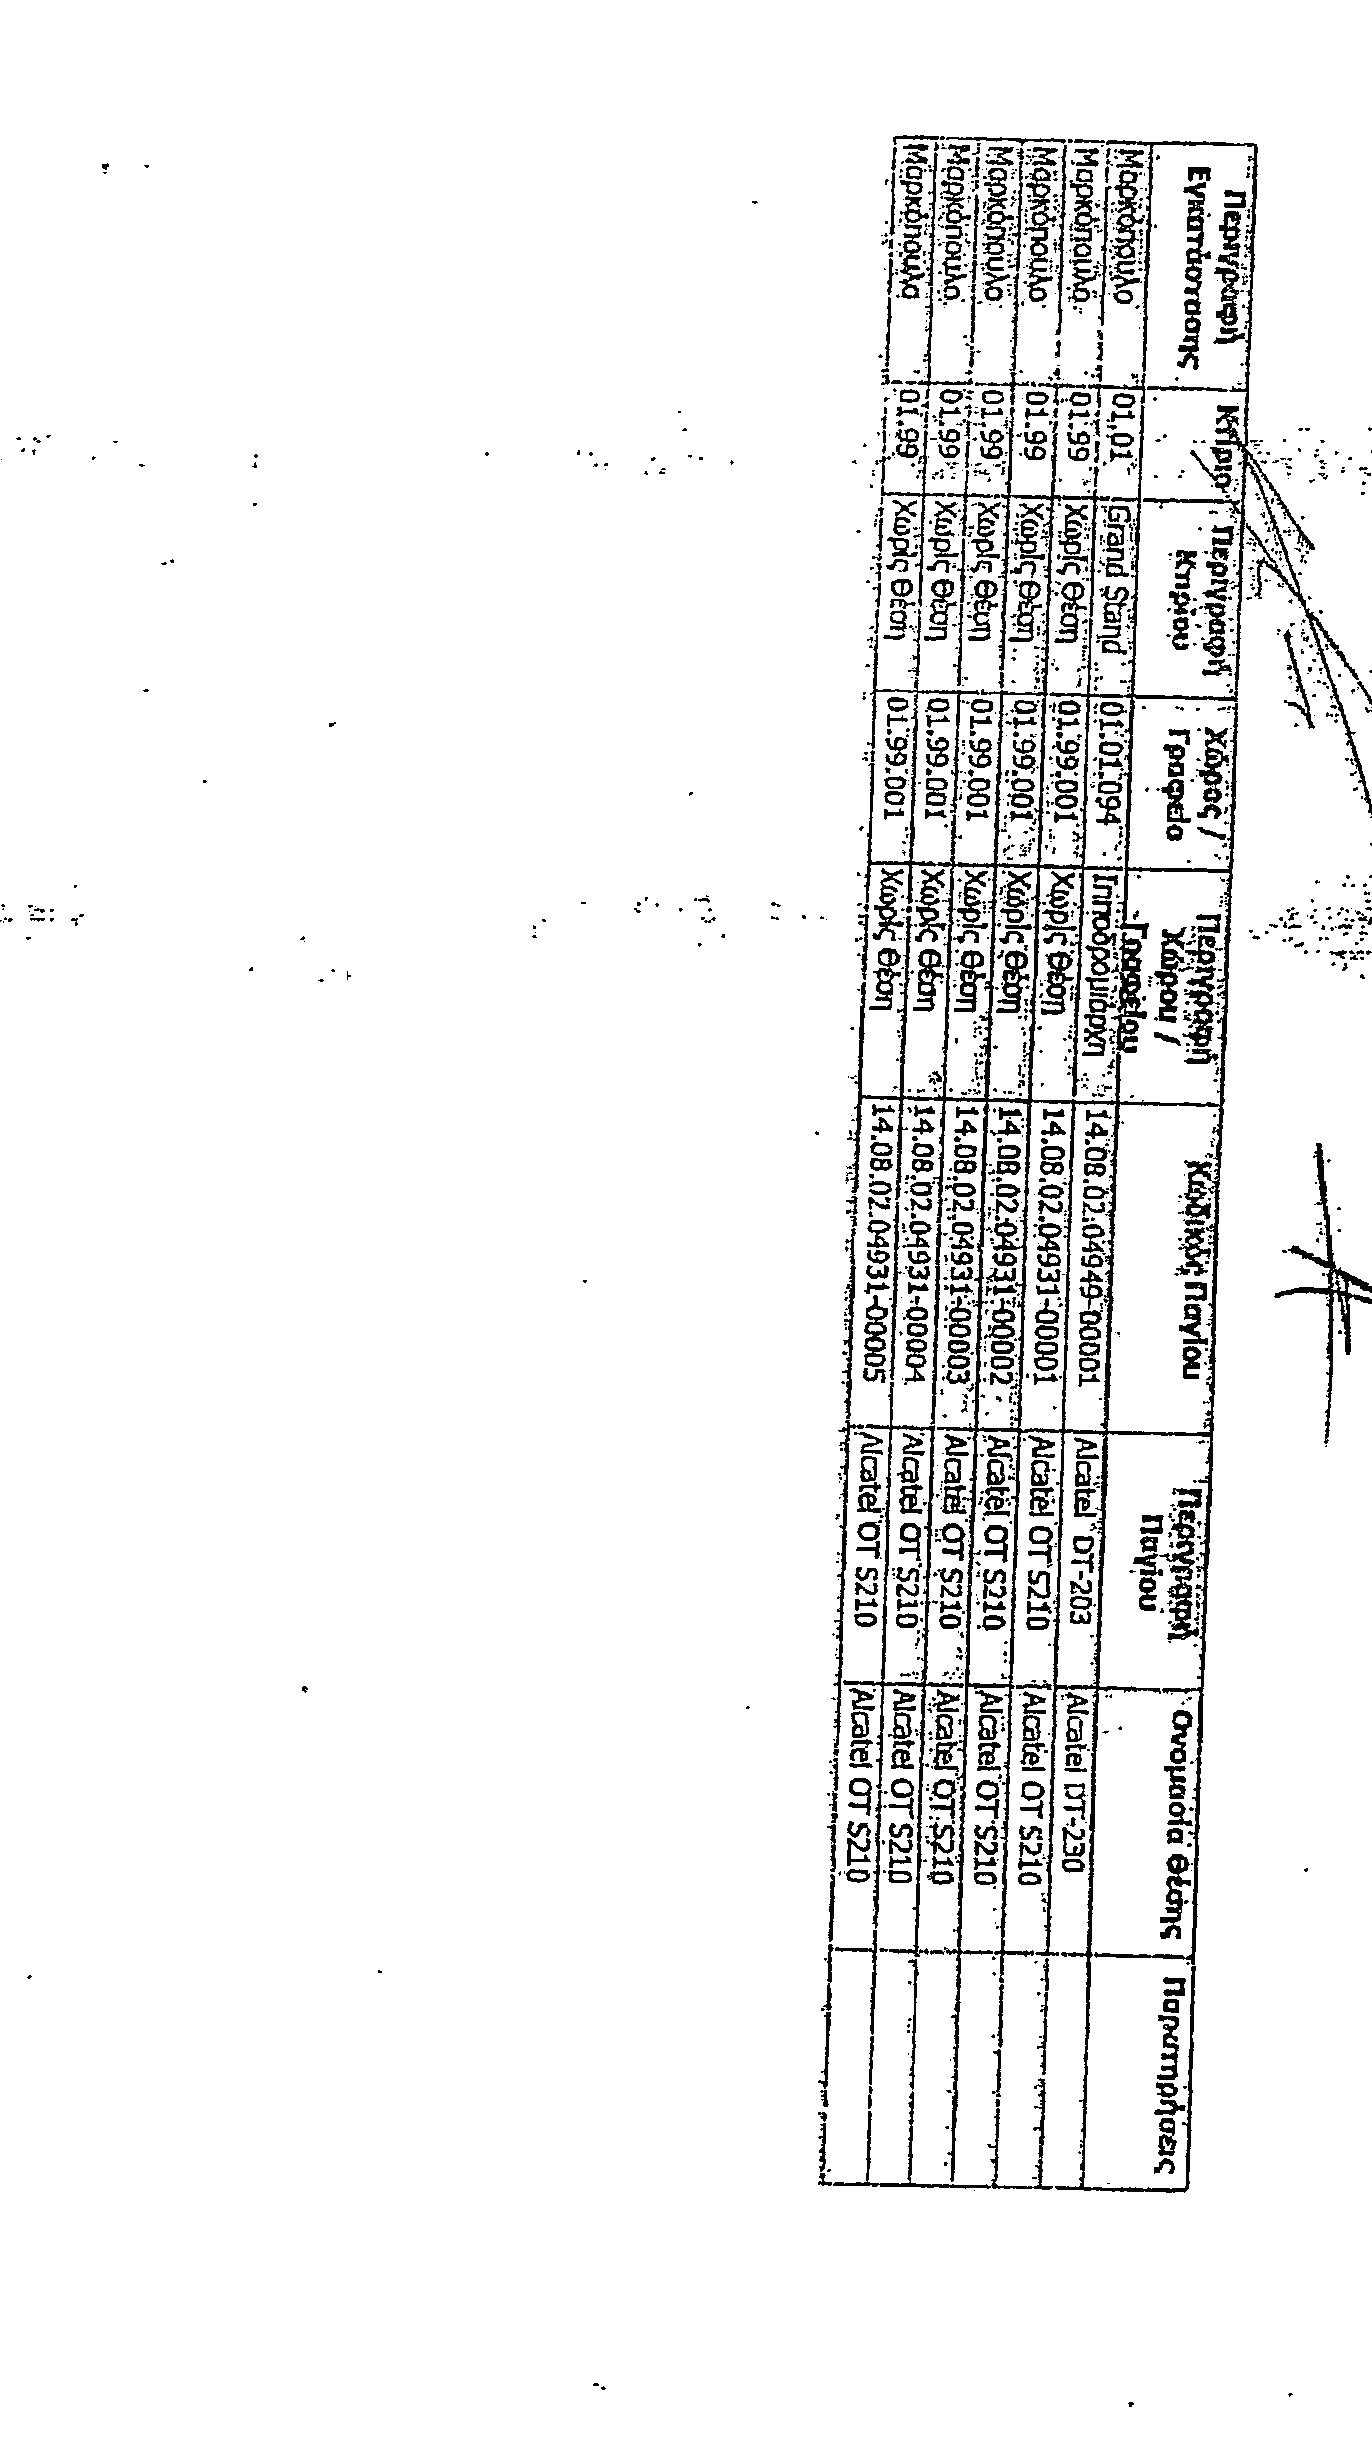 Περιγραφή Εγκατάστασης Κτίριο Περιγραφή Κτιρίου Χώρος / Γραφείο Περιγραφή Χώρου / Γραφείου Κωδικός Παγίου Περιγραφή Παγίου Ονομασία Θέσης Παρατηρήσεις
Μαρκόπουλο 01.01 Grand Stand 01.01.094 Ιπποδρομιάρχη 14.08.02.04949-00001 Alcatel DT-203 Alcatel DT-230
Μαρκόπουλο 01.99 Χωρίς Θέση 01.99.001 Χωρίς Θέση 14.08.02.04931-00001 Alcatel OT S210 Alcatel OT S210
Μαρκόπουλο 01.99 Χωρίς Θέση 01.99.001 Χωρίς Θέση 14.08.02.04931-00002 Alcatel OT S210 Alcatel OT S210
Μαρκόπουλο 01.99 Χωρίς Θέση 01.99.001 Χωρίς Θέση 14.08.02.04931-00003 Alcatel OT S210 Alcatel OT S210
Μαρκόπουλο 01.99 Χωρίς Θέση 01.99.001 Χωρίς Θέση 14.08.02.04931-00004 Alcatel OT S210 Alcatel OT S210
Μαρκόπουλο 01.99 Χωρίς Θέση 01.99.001 Χωρίς Θέση 14.08.02.04931-00005 Alcatel OT S210 Alcatel OT S210